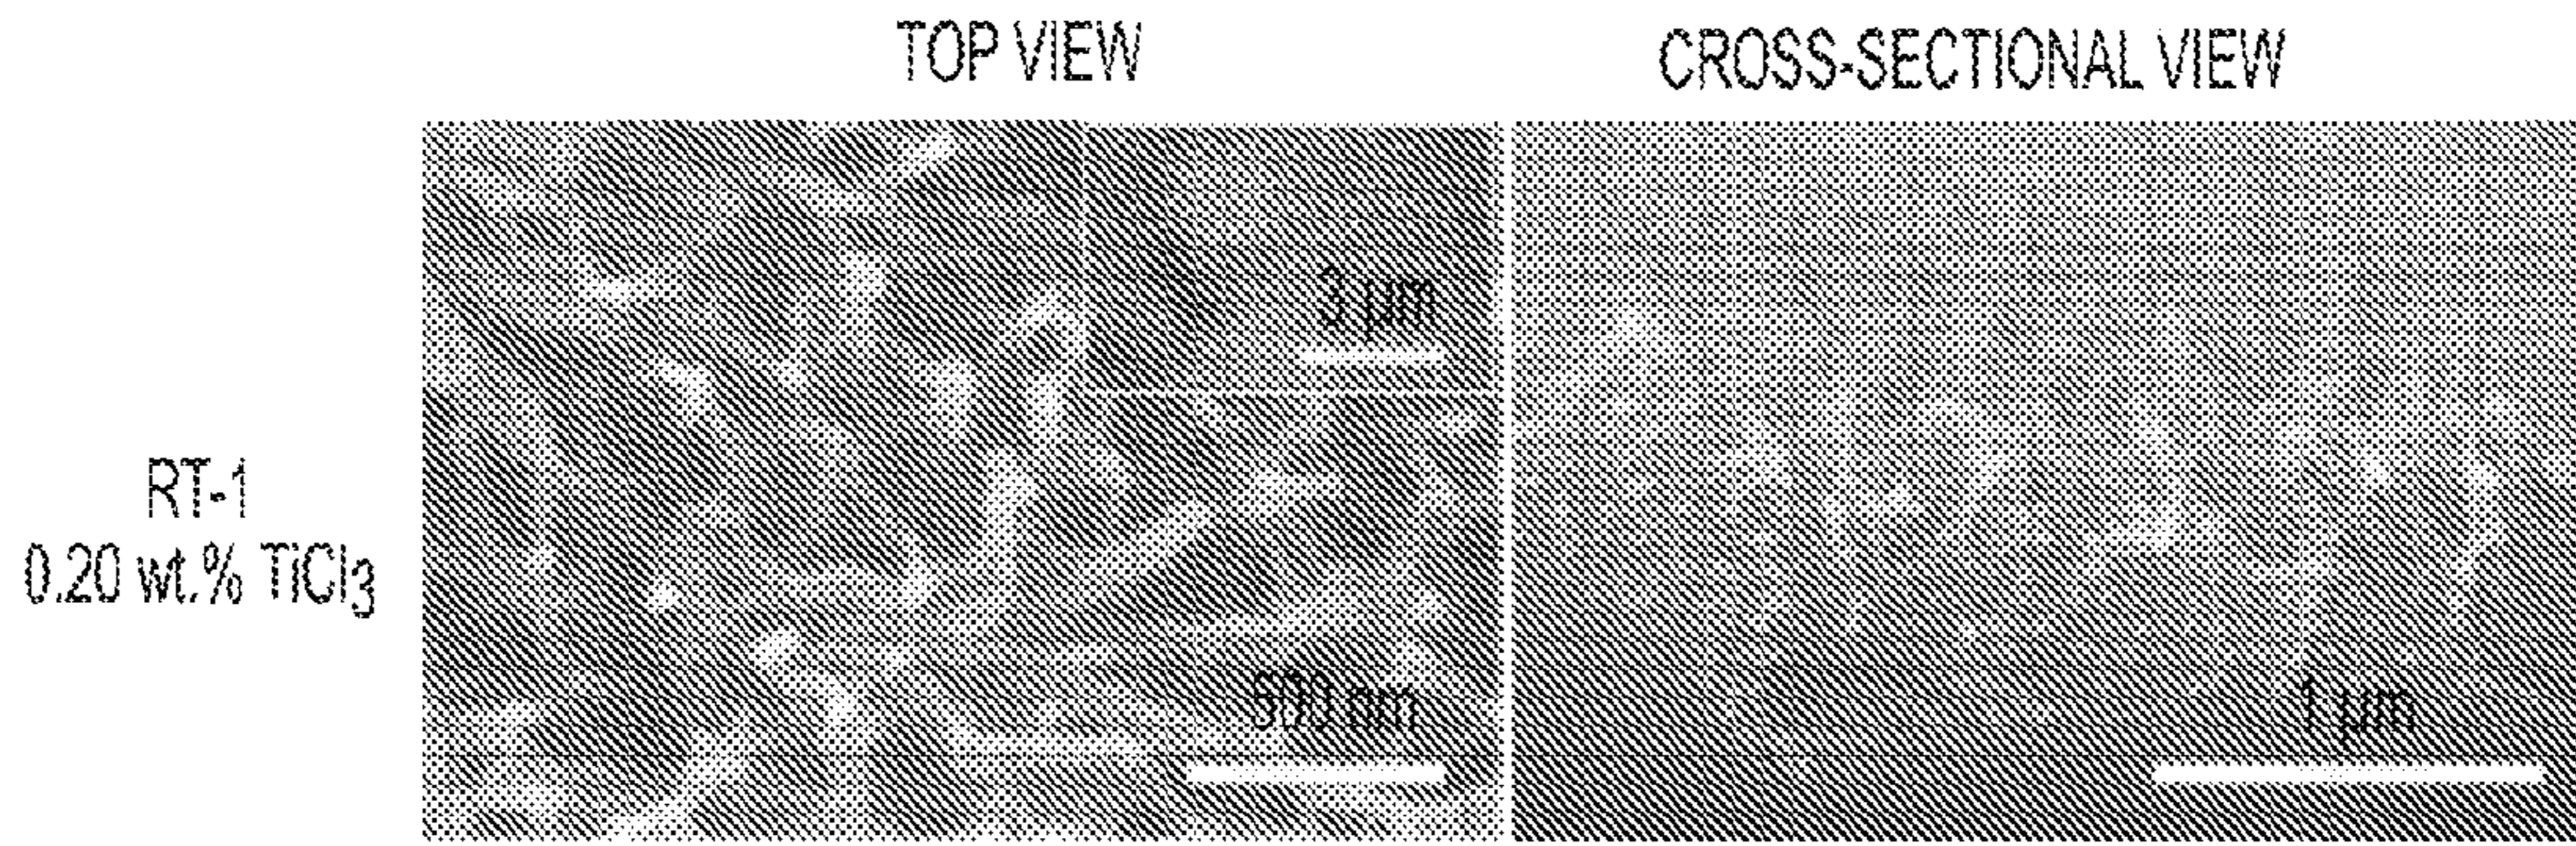 TOP VIEW
CROSS-SECTIONAL VIEW
RT-1
0.20 wt.% TiCl3
3 μm
500 nm
1 μm